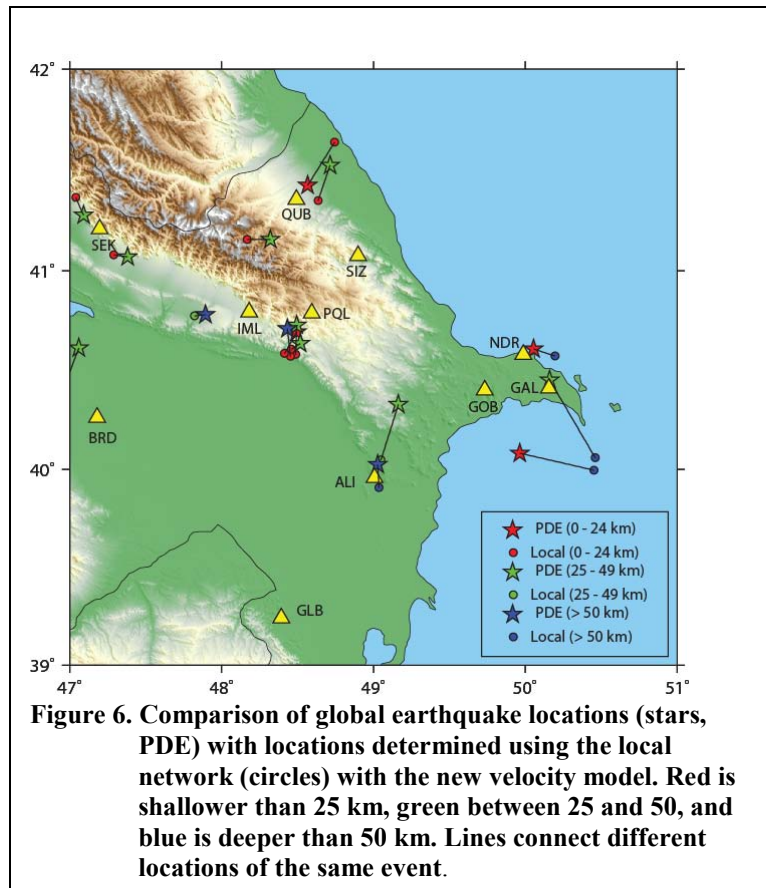 42°
41°
40°
39°
47°
48°
49°
50°
51°
QUB
SEK
SIZ
IML
PQL
NDR
GAL
GOB
BRD
ALI
GLB
PDE (0 - 24 km)
Local (0 - 24 km)
PDE (25 - 49 km)
Local (25 - 49 km)
PDE (> 50 km)
Local (> 50 km)
Figure 6. Comparison of global earthquake locations (stars,
PDE) with locations determined using the local
network (circles) with the new velocity model. Red is
shallower than 25 km, green between 25 and 50, and
blue is deeper than 50 km. Lines connect different
locations of the same event.